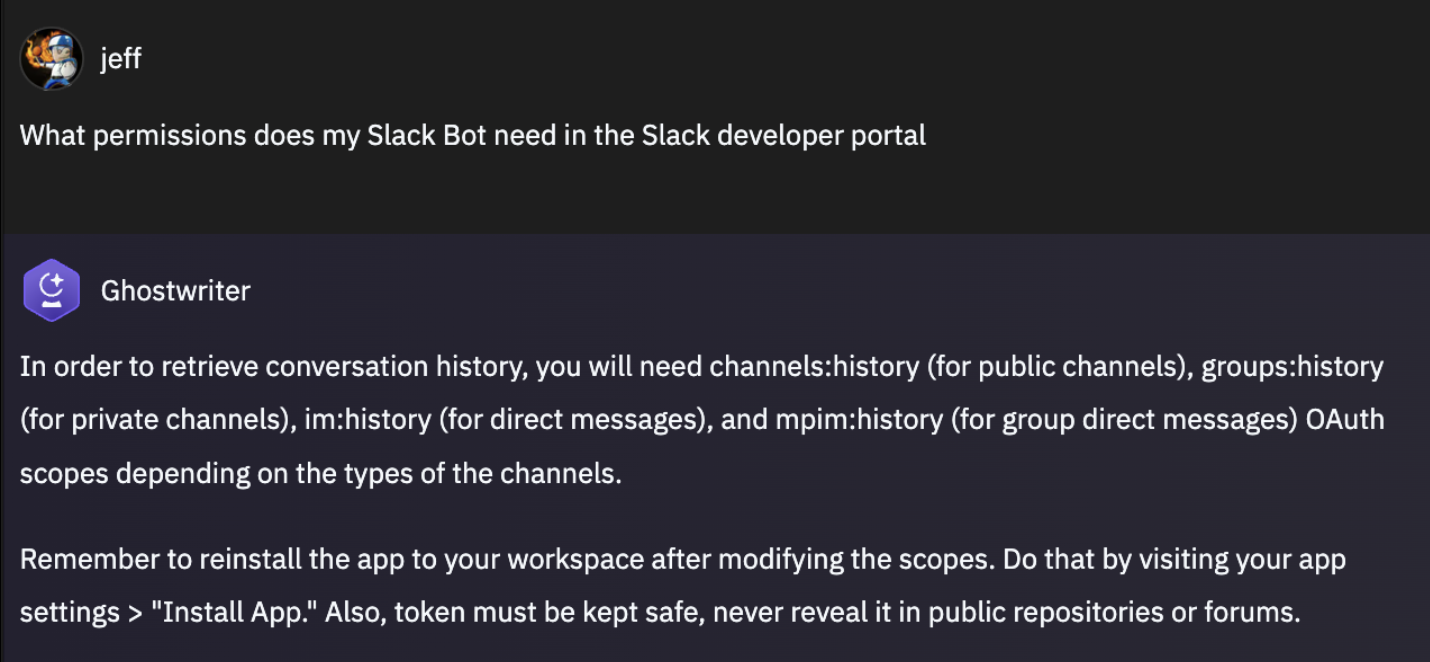 jeff
What permissions does my Slack Bot need in the Slack developer portal
Ghostwriter
In order to retrieve conversation history, you will need channels:history (for public channels), groups:history
(for private channels), im:history (for direct messages), and mpim:history (for group direct messages) OAuth
scopes depending on the types of the channels.
Remember to reinstall the app to your workspace after modifying the scopes. Do that by visiting your app
settings > "Install App." Also, token must be kept safe, never reveal it in public repositories or forums.